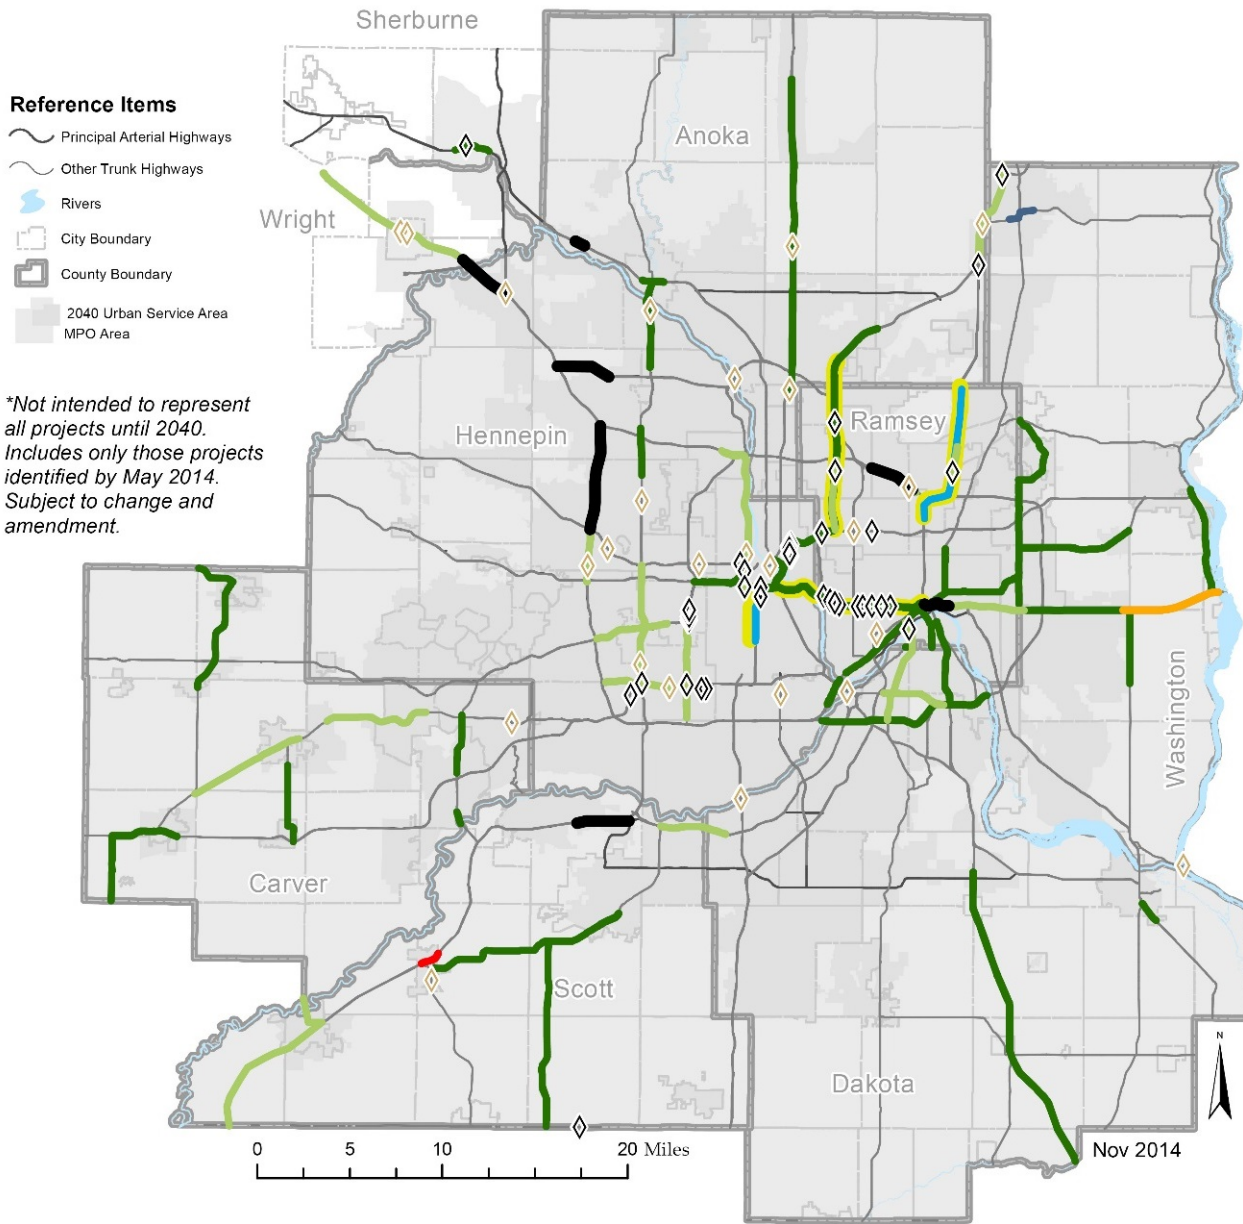 Sherburne
Reference Items
Principal Arterial Highways
Other Trunk Highways
Rivers
City Boundary
County Boundary
2040 Urban Service Area
MPO Area
*Not intended to represent
all projects until 2040.
Includes only those projects
identified by May 2014.
Subject to change and
amendment.
Anoka
Wright
Hennepin
Ramsey
Washington
Carver
Scott
Dakota
N
Nov 2014
0 5 10 20 Miles